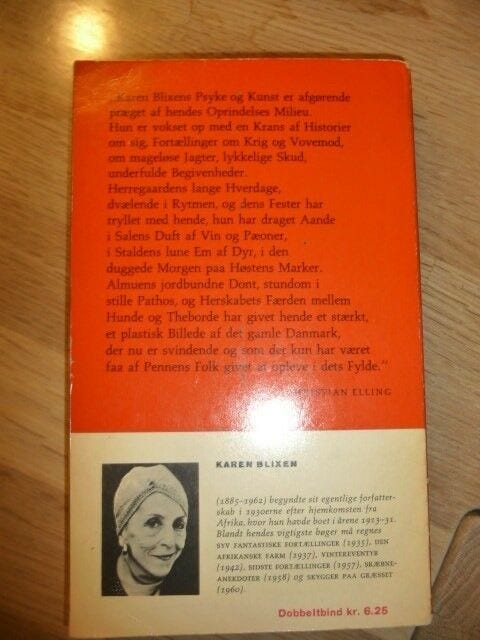 „Karen Blixens Psyke og Kunst er afgørende
præget af hendes Oprindelses Milieu.
Hun er vokset op med en Krans af Historier
om sig, Fortællinger om Krig og Vovemod,
om mageløse Jagter, lykkelige Skud,
underfulde Begivenheder.
Herregaardens lange Hverdage,
dvælende i Rytmen, og dens Fester har
tryllet med hende, hun har draget Aande
i Salens Duft af Vin og Pæoner,
i Staldens lune Em af Dyr, i den
duggede Morgen paa Høstens Marker.
Almuens jordbundne Dont, stundom i
stille Pathos, og Herskabets Færden mellem
Hunde og Theborde har givet hende et stærkt,
et plastisk Billede af det gamle Danmark,
der nu er svindende og som det kun har været
faa af Pennens Folk givet at opleve i dets Fylde."
CHRISTIAN ELLING
KAREN BLIXEN
(1885-1962) begyndte sit egentlige forfatter-
skab i 1930erne efter hjemkomsten fra
Afrika, hvor hun havde boet i årene 1913-31.
Blandt hendes vigtigste bøger må regnes
SYV FANTASTISKE FORTÆLLINGER (1935), DEN
AFRIKANSKE FARM (1937), VINTEREVENTYR
(1942), SIDSTE FORTÆLLINGER (1957), SKÆBNE-
ANEKDOTER (1958) og SKYGGER PAA GRÆSSET
(1960).
Dobbeltbind kr. 6.25